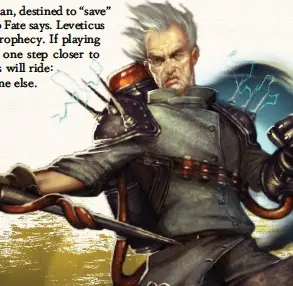 an, destined to “save”
Fate says. Leveticus
rophecy. If playing
one step closer to
will ride:
ne else.